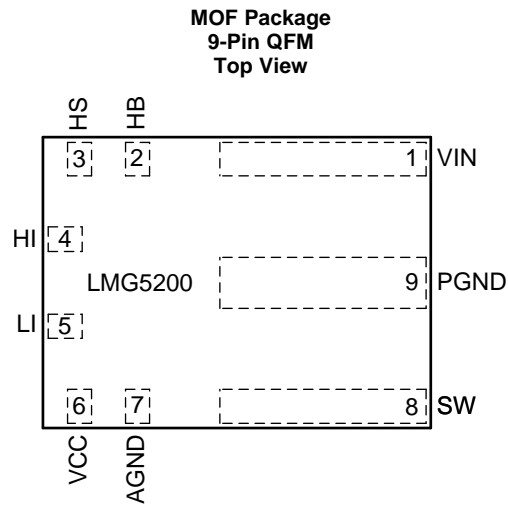 MOF Package
9-Pin QFM
Top View
HS HB
3 2 1 VIN
HI 4
LMG5200 9 PGND
LI 5
6 7 8 SW
VCC AGND